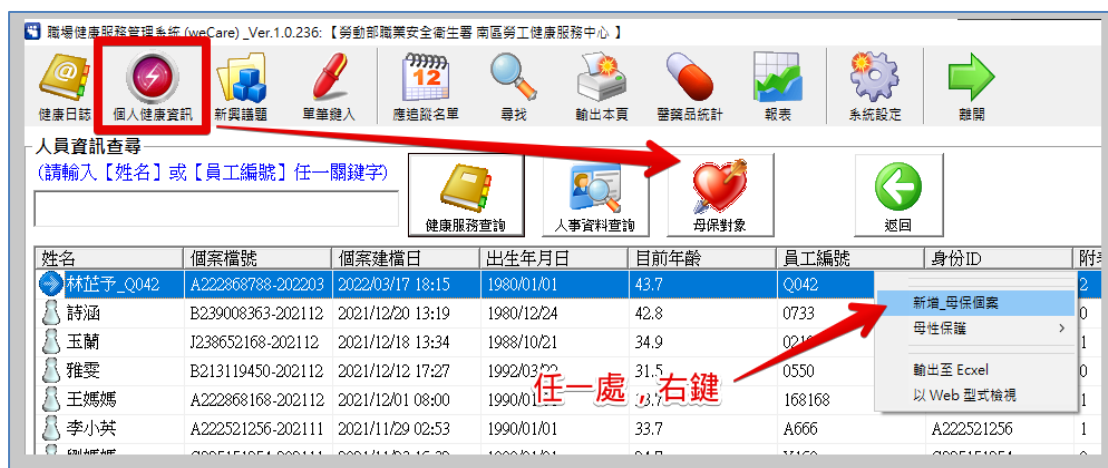 職場健康服務管理系統 (weCare) _Ver.1.0.236:【勞動部職業安全衛生署 南區勞工健康服務中心 】
健康日誌 個人健康資訊 新興議題 單筆鍵入 應追蹤名單 尋找 輸出本頁 醫藥品統計 報表 系統設定 離開
人員資訊查尋
(請輸入【姓名】或【員工編號】任一關鍵字)
健康服務查詢 人事資料查詢 母保對象 返回
姓名 個案檔號 個案建檔日 出生年月日 目前年齡 員工編號 身份ID
林芷予_Q042 A222868788-202203 2022/03/17 18:15 1980/01/01 43.7 Q042 2
新增_母保個案
詩涵 B239008363-202112 2021/12/20 13:19 1980/12/24 42.8 0733 0
母性保護 >
玉蘭 J238652168-202112 2021/12/18 13:34 1988/10/21 34.9 1
雅雯 B213119450-202112 2021/12/12 17:27 31.5 0550 0
輸出至 Ecxel
以 Web 型式檢視
任一處，右鍵
王媽媽 A222868168-202112 2021/12/01 08:00 168168 1
李小英 A222521256-202111 2021/11/29 02:53 1990/01/01 33.7 A666 A222521256 1